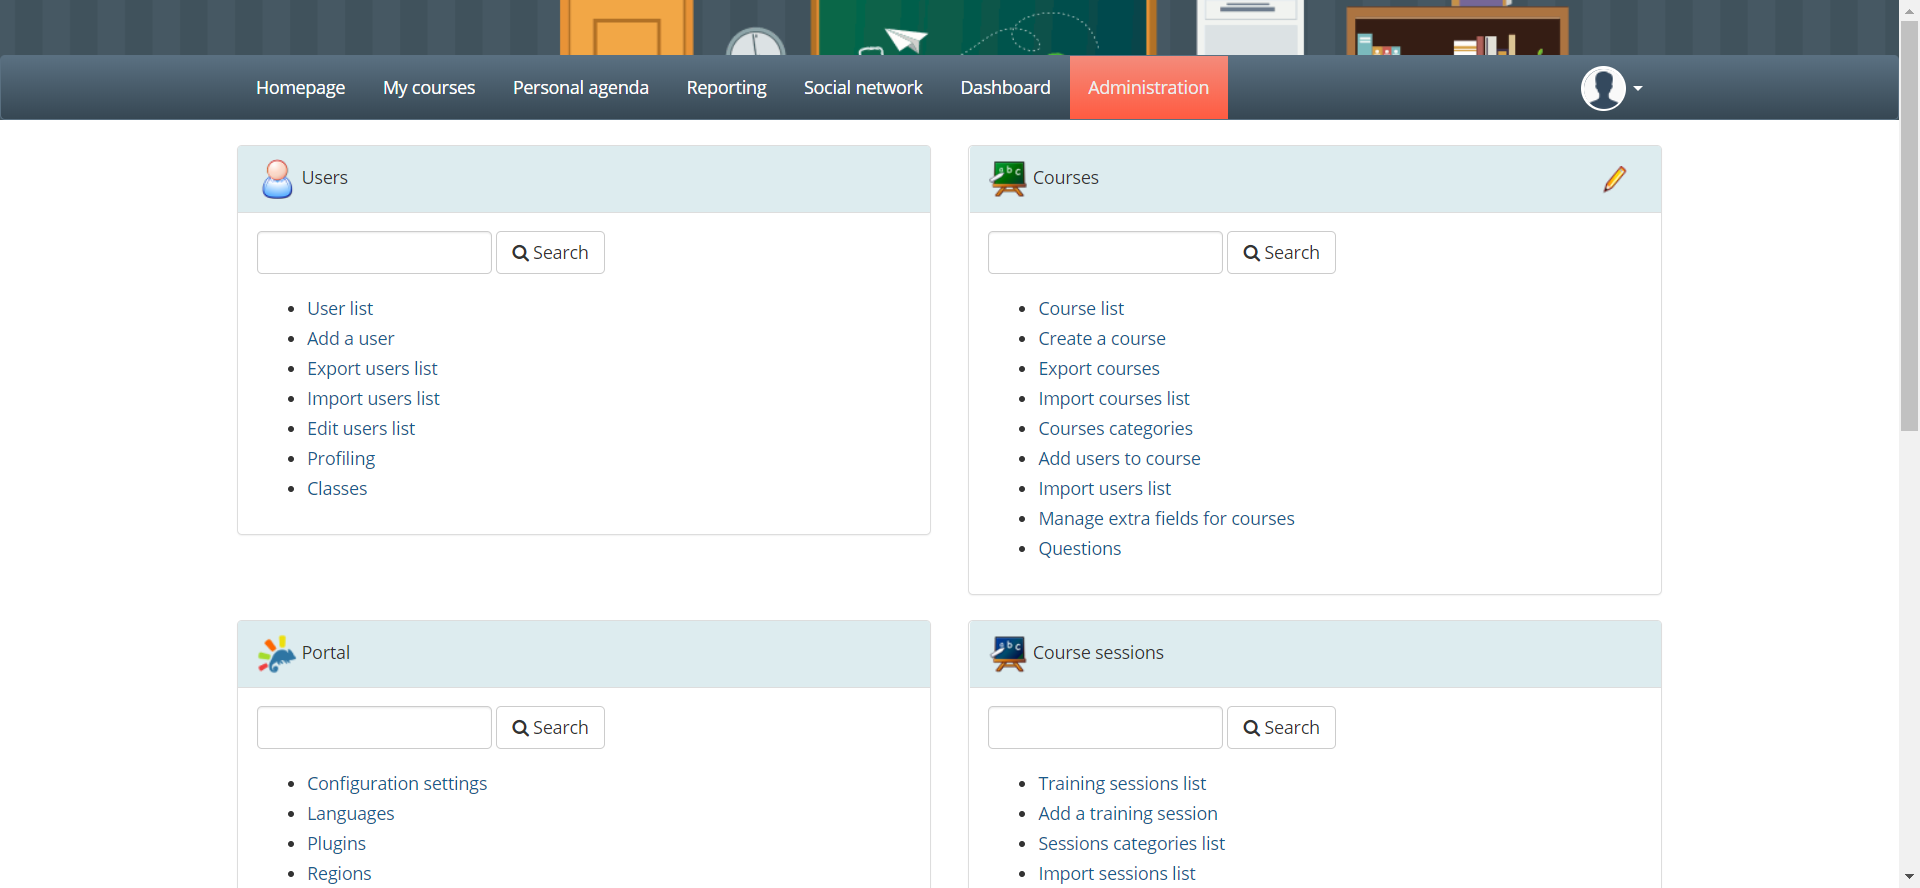 Homepage My courses Personal agenda Reporting Social network Dashboard Administration
Users
Search
User list
Add a user
Export users list
Import users list
Edit users list
Profiling
Classes
Courses
Search
Course list
Create a course
Export courses
Import courses list
Courses categories
Add users to course
Import users list
Manage extra fields for courses
Questions
Portal
Search
Configuration settings
Languages
Plugins
Regions
Course sessions
Search
Training sessions list
Add a training session
Sessions categories list
Import sessions list